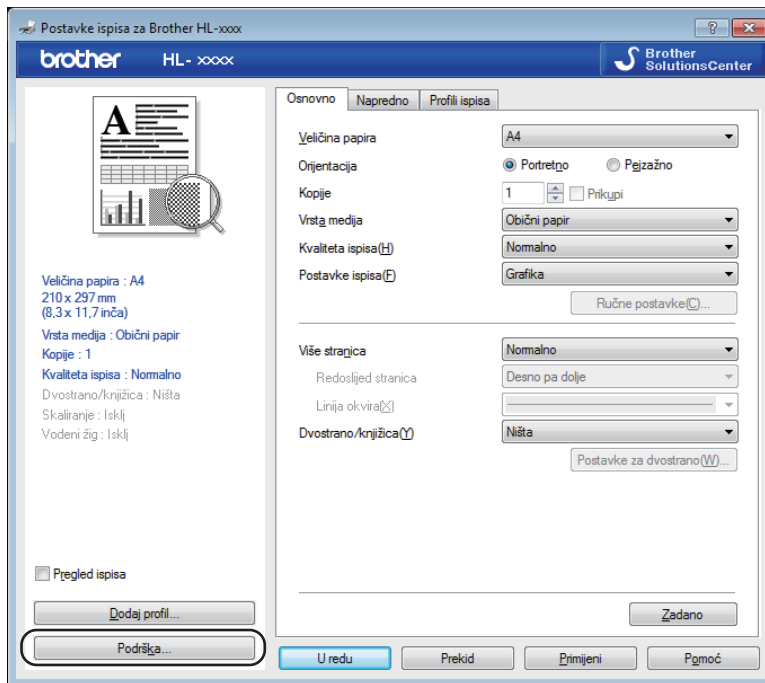 Postavke ispisa za Brother HL-xxxx
brother HL- xxxx
Brother
SolutionsCenter
A
Veličina papira : A4
210 x 297 mm
(8,3 x 11,7 inča)
Vrsta medija : Obični papir
Kopije : 1
Kvaliteta ispisa : Normalno
Dvostrano/knjižica : Ništa
Skaliranje : Isklj
Vodeni žig : Isklj
Pregled ispisa
Dodaj profil...
Podrška...
Osnovno Napredno Profili ispisa
Veličina papira A4
Orijentacija Portretno Pejzažno
Kopije 1 Prikupi
Vrsta medija Obični papir
Kvaliteta ispisa(H) Normalno
Postavke ispisa(F) Grafika
Ručne postavke(C)...
Više stranica Normalno
Redoslijed stranica Desno pa dolje
Linija okvira(X)
Dvostrano/knjižica(Y) Ništa
Postavke za dvostrano(W)...
Zadano
U redu Prekid Primijeni Pomoć